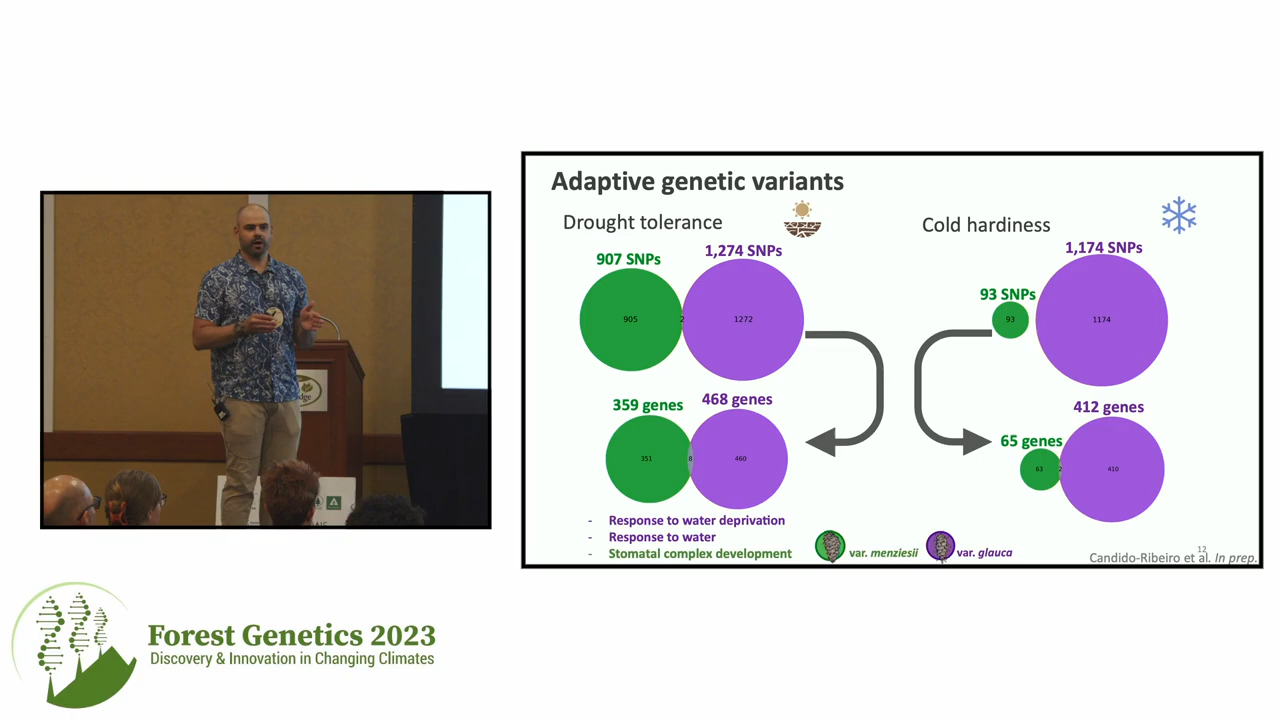 Adaptive genetic variants
Drought tolerance
Cold hardiness
907 SNPs
1,274 SNPs
905
2
1272
93 SNPs
1,174 SNPs
93
1174
359 genes
468 genes
351
8
460
65 genes
412 genes
63
2
410
- Response to water deprivation
- Response to water
- Stomatal complex development
var. menziesii
var. glauca
12
Candido-Ribeiro et al. In prep.
Forest Genetics 2023
Discovery & Innovation in Changing Climates